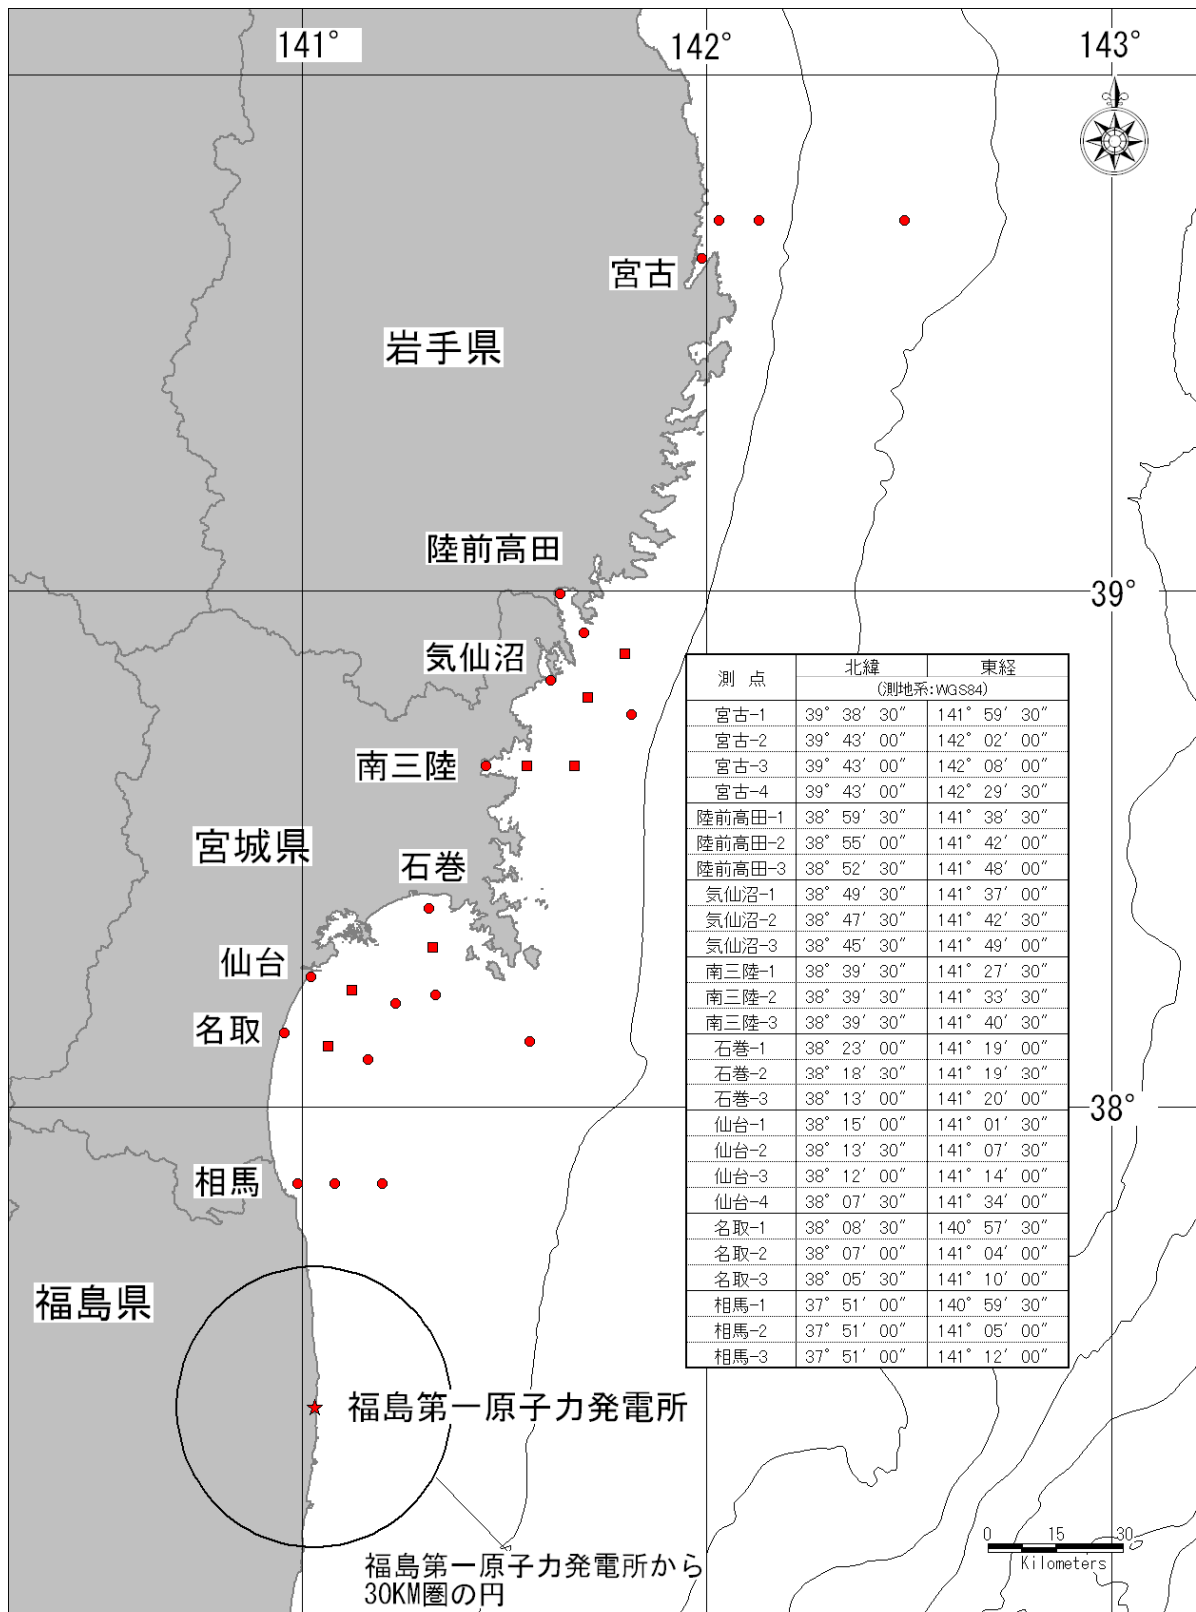 141°
142°
143°
宮古
岩手県
陸前高田
39°
気仙沼
南三陸
宮城県
石巻
仙台
名取
38°
相馬
福島県
福島第一原子力発電所
福島第一原子力発電所から
30KM圏の円
測 点 北緯 東経
(測地系:WGS84)
宮古-1 39° 38′ 30″ 141° 59′ 30″
宮古-2 39° 43′ 00″ 142° 02′ 00″
宮古-3 39° 43′ 00″ 142° 08′ 00″
宮古-4 39° 43′ 00″ 142° 29′ 30″
陸前高田-1 38° 59′ 30″ 141° 38′ 30″
陸前高田-2 38° 55′ 00″ 141° 42′ 00″
陸前高田-3 38° 52′ 30″ 141° 48′ 00″
気仙沼-1 38° 49′ 30″ 141° 37′ 00″
気仙沼-2 38° 47′ 30″ 141° 42′ 30″
気仙沼-3 38° 45′ 30″ 141° 49′ 00″
南三陸-1 38° 39′ 30″ 141° 27′ 30″
南三陸-2 38° 39′ 30″ 141° 33′ 30″
南三陸-3 38° 39′ 30″ 141° 40′ 30″
石巻-1 38° 23′ 00″ 141° 19′ 00″
石巻-2 38° 18′ 30″ 141° 19′ 30″
石巻-3 38° 13′ 00″ 141° 20′ 00″
仙台-1 38° 15′ 00″ 141° 01′ 30″
仙台-2 38° 13′ 30″ 141° 07′ 30″
仙台-3 38° 12′ 00″ 141° 14′ 00″
仙台-4 38° 07′ 30″ 141° 34′ 00″
名取-1 38° 08′ 30″ 140° 57′ 30″
名取-2 38° 07′ 00″ 141° 04′ 00″
名取-3 38° 05′ 30″ 141° 10′ 00″
相馬-1 37° 51′ 00″ 140° 59′ 30″
相馬-2 37° 51′ 00″ 141° 05′ 00″
相馬-3 37° 51′ 00″ 141° 12′ 00″
0 15 30
Kilometers